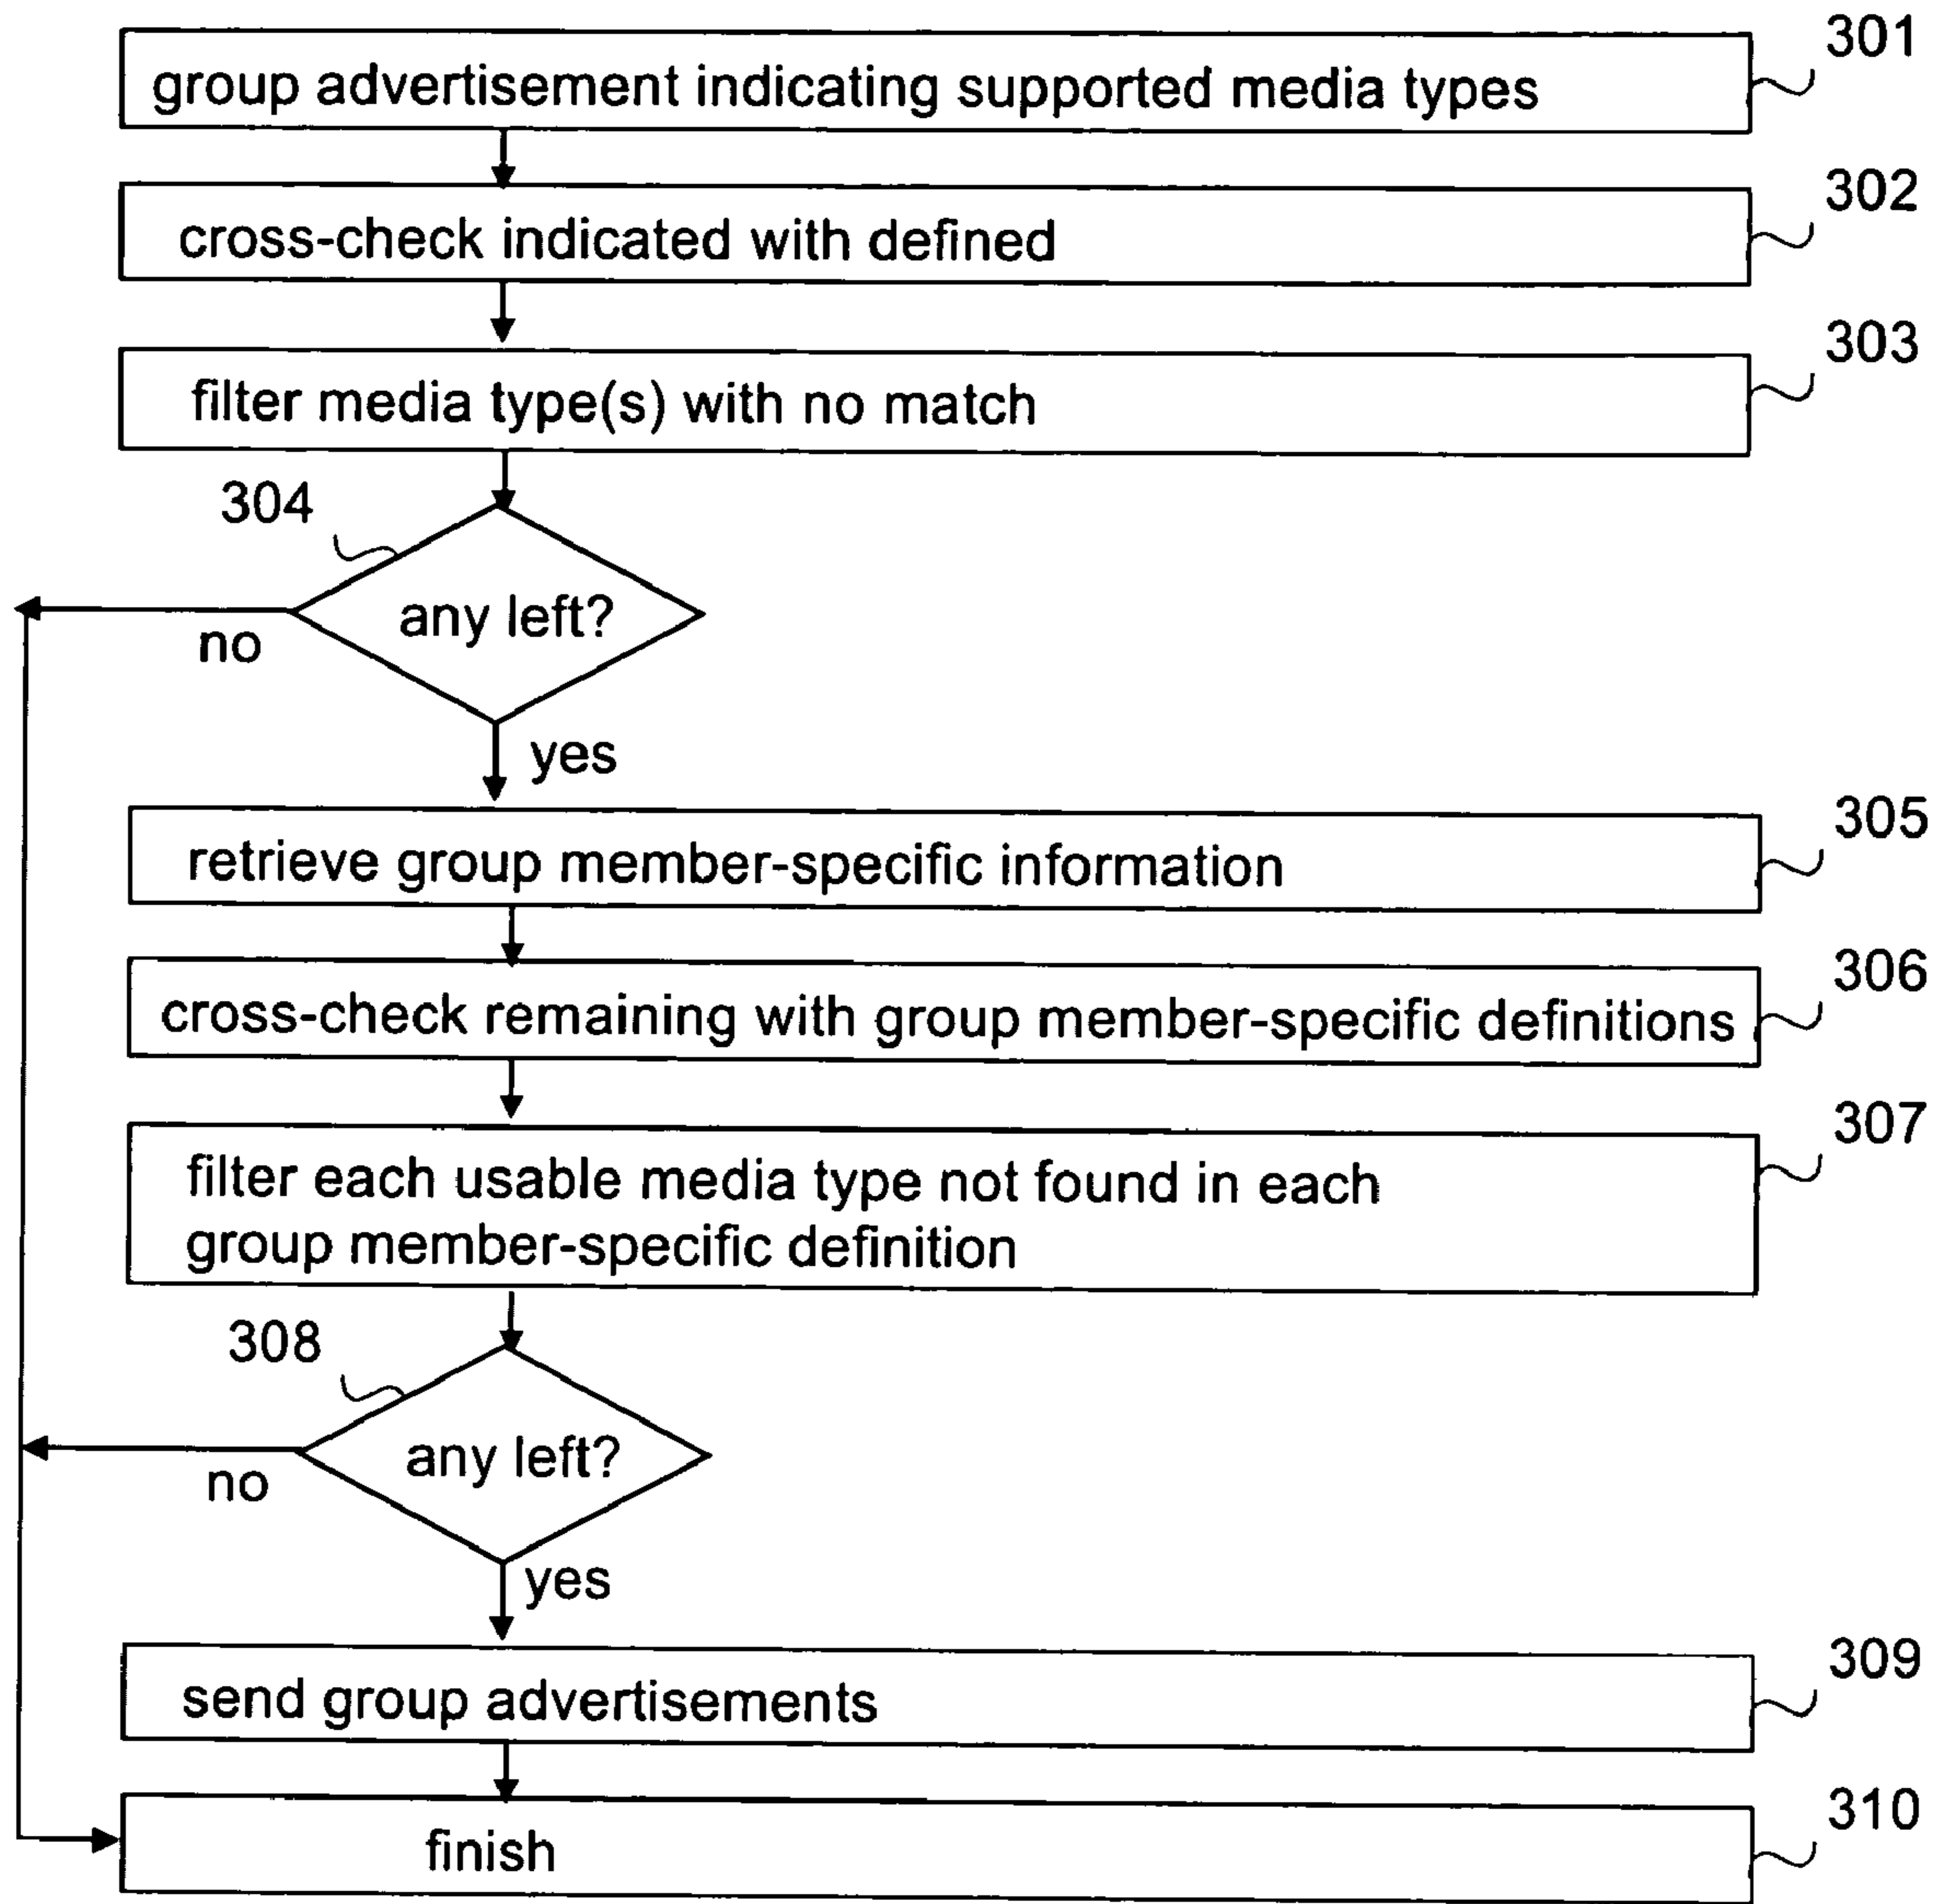 301
group advertisement indicating supported media types
302
cross-check indicated with defined
303
filter media type(s) with no match
304
any left?
no
yes
305
retrieve group member-specific information
306
cross-check remaining with group member-specific definitions
307
filter each usable media type not found in each
group member-specific definition
308
any left?
no
yes
309
send group advertisements
310
finish